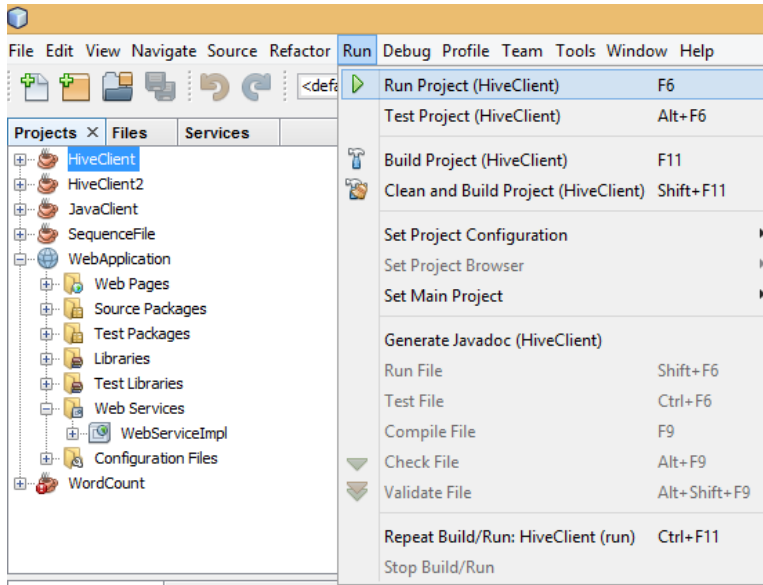 File Edit View Navigate Source Refactor Run Debug Profile Team Tools Window Help
<defa
Projects × Files Services
HiveClient
HiveClient2
JavaClient
SequenceFile
WebApplication
Web Pages
Source Packages
Test Packages
Libraries
Test Libraries
Web Services
WebServiceImpl
Configuration Files
WordCount
Run Project (HiveClient) F6
Test Project (HiveClient) Alt+F6
Build Project (HiveClient) F11
Clean and Build Project (HiveClient) Shift+F11
Set Project Configuration
Set Project Browser
Set Main Project
Generate Javadoc (HiveClient)
Run File Shift+F6
Test File Ctrl+F6
Compile File F9
Check File Alt+F9
Validate File Alt+Shift+F9
Repeat Build/Run: HiveClient (run) Ctrl+F11
Stop Build/Run